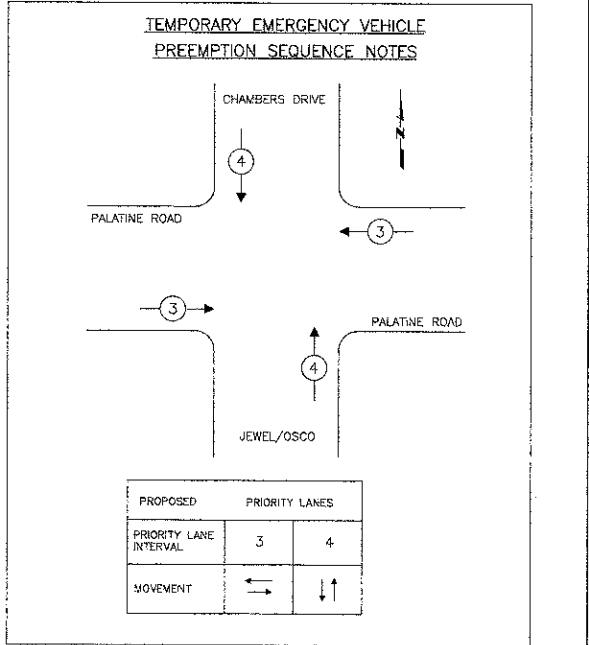 TEMPORARY EMERGENCY VEHICLE
PREEMPTION SEQUENCE NOTES
CHAMBERS DRIVE
N
4
PALATINE ROAD
3
3
PALATINE ROAD
4
JEWEL/OSCO
PROPOSED PRIORITY LANES
PRIORITY LANE INTERVAL 3 4
MOVEMENT